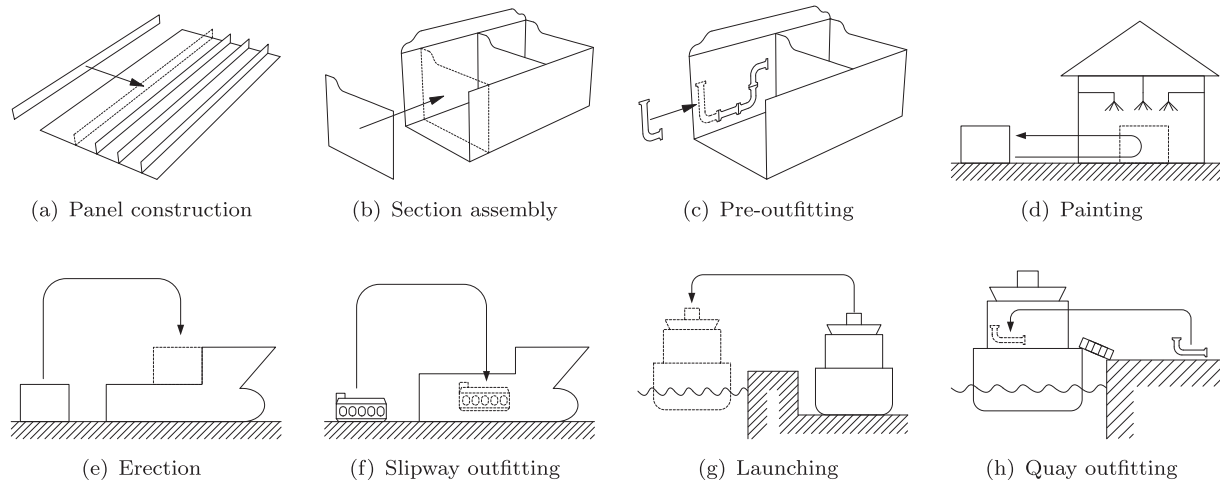 (a) Panel construction
(b) Section assembly
(c) Pre-outfitting
(d) Painting
(e) Erection
(f) Slipway outfitting
(g) Launching
(h) Quay outfitting